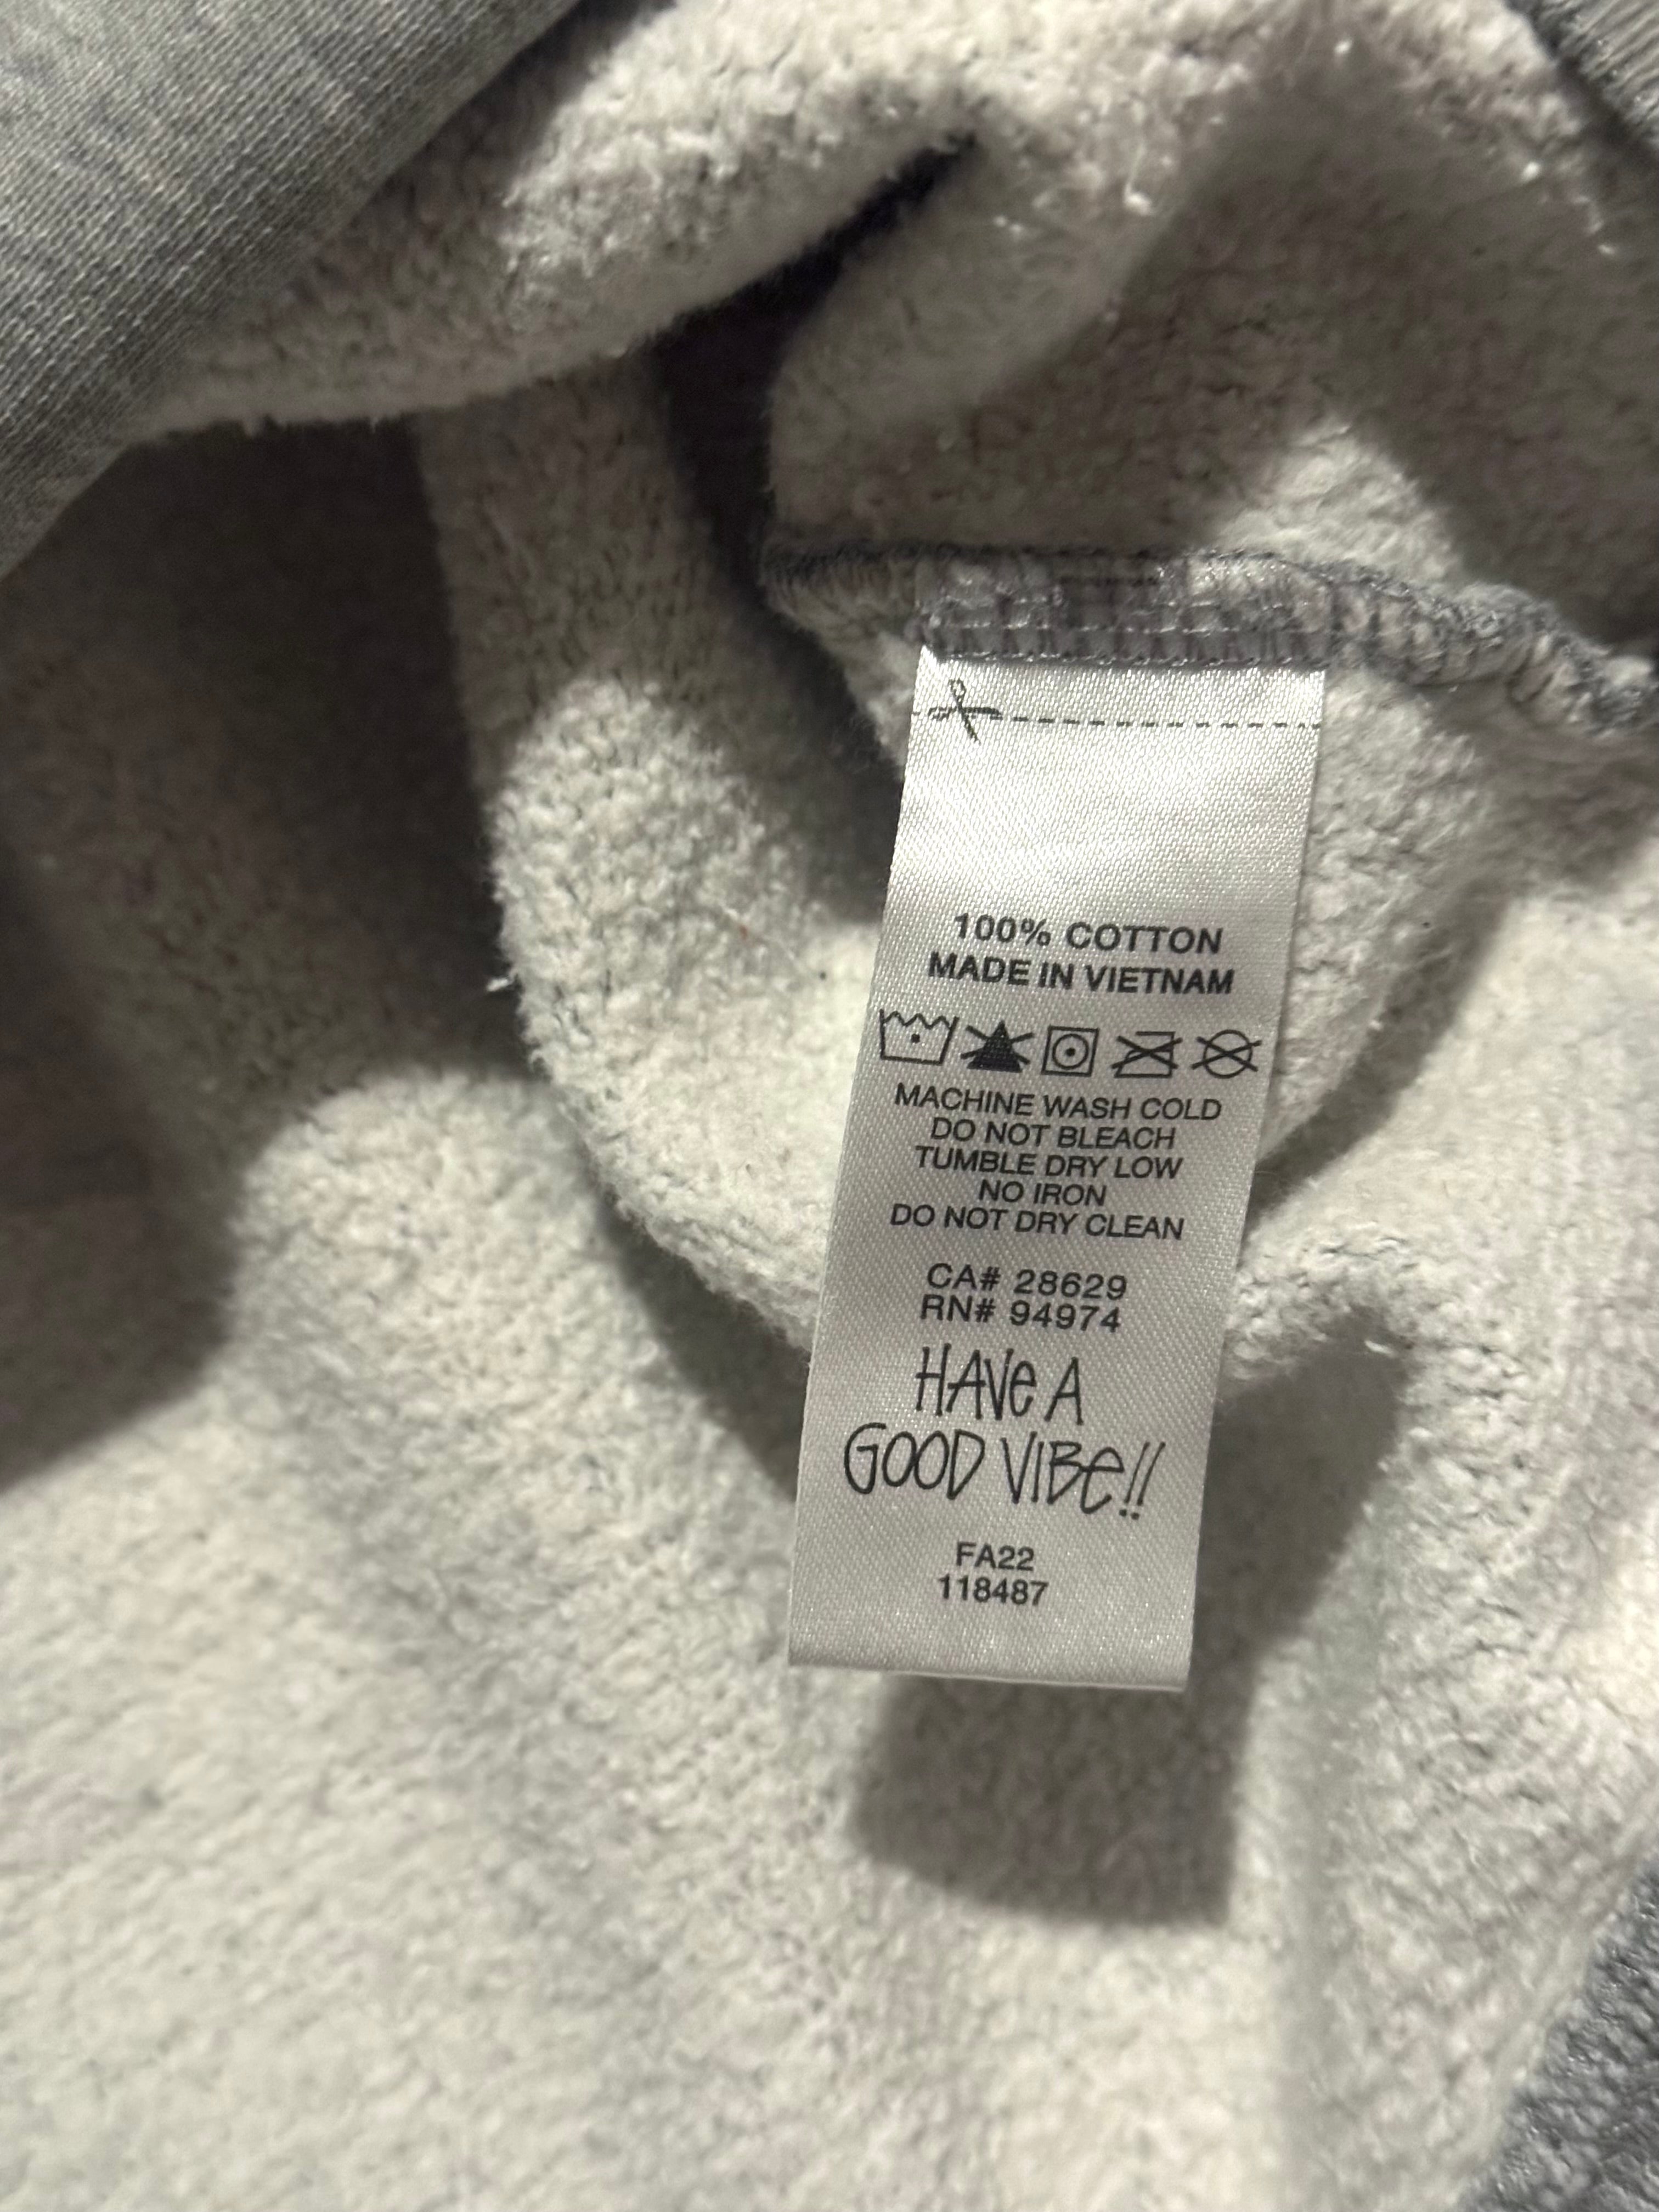 100% COTTON
MADE IN VIETNAM
MACHINE WASH COLD
DO NOT BLEACH
TUMBLE DRY LOW
NO IRON
DO NOT DRY CLEAN
CA# 28629
RN# 94974
HAVe A
GOOD VIBe!!
FA22
118487